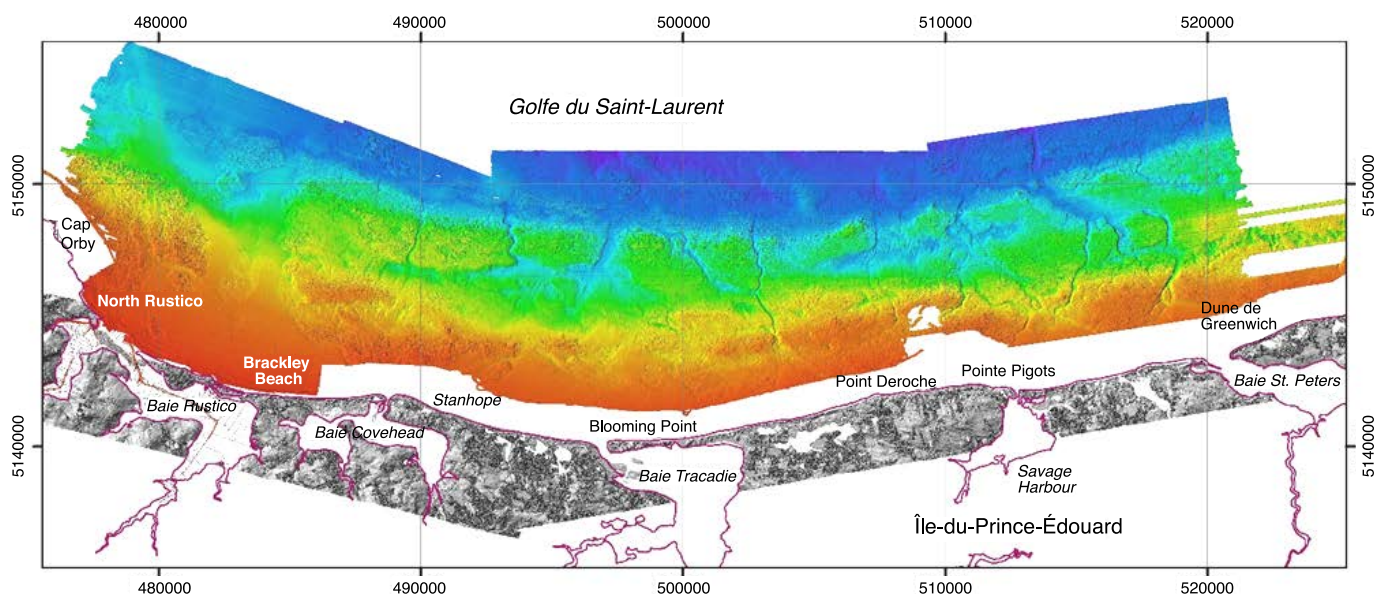 480000
490000
500000
510000
520000
Golfe du Saint-Laurent
5150000
5150000
Cap
Orby
North Rustico
Dune de
Greenwich
Brackley
Beach
Pointe Pigots
Point Deroche
Baie St. Peters
Stanhope
Baie Rustico
Blooming Point
Baie Covehead
5140000
5140000
Baie Tracadie
Savage
Harbour
Île-du-Prince-Édouard
480000
490000
500000
510000
520000